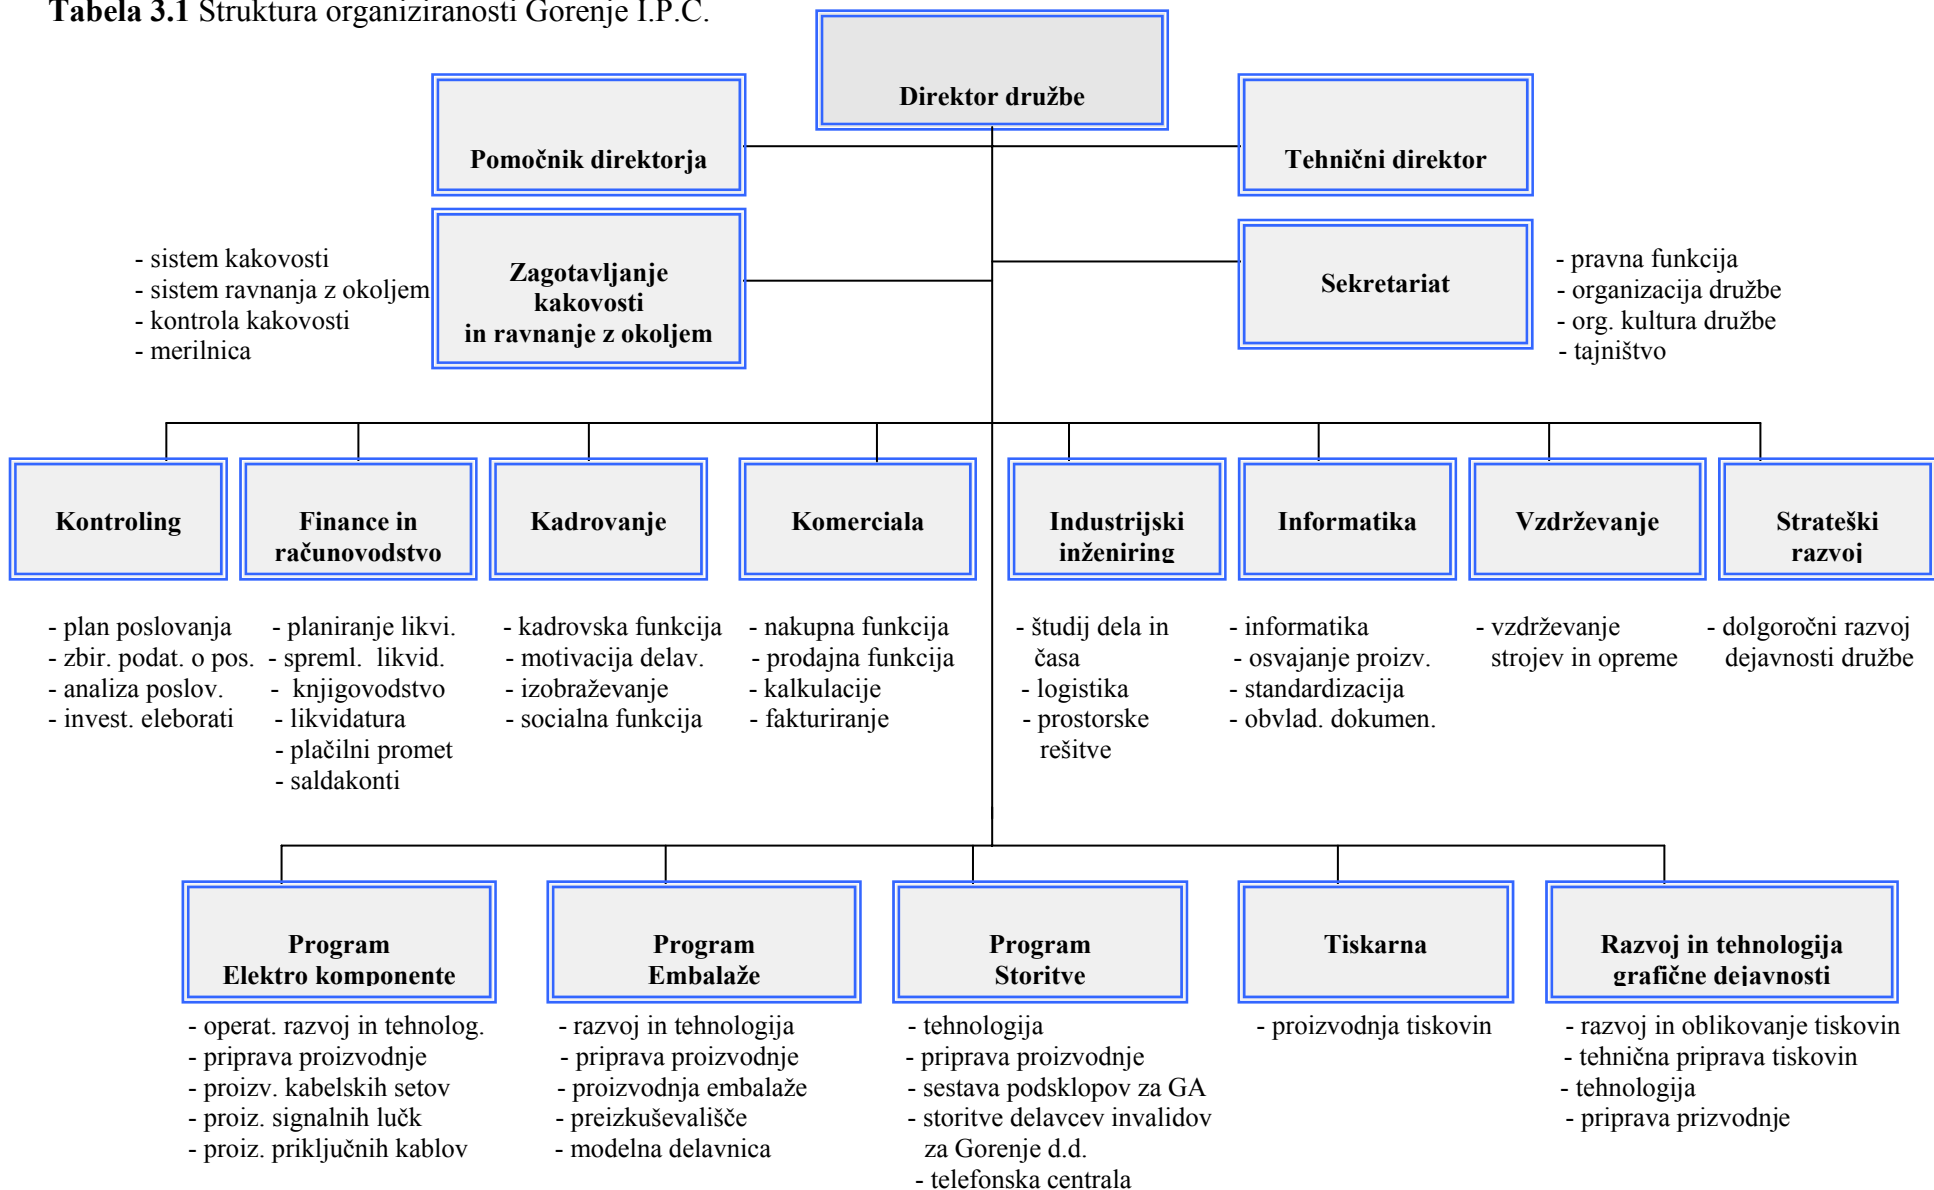 Tabela 3.1 Struktura organiziranosti Gorenje I.P.C.
Direktor družbe
Pomočnik direktorja
Tehnični direktor
- sistem kakovosti
- sistem ravnanja z okoljem
- kontrola kakovosti
- merilnica
Zagotavljanje
kakovosti
in ravnanje z okoljem
Sekretariat
- pravna funkcija
- organizacija družbe
- org. kultura družbe
- tajništvo
Kontroling
Finance in
računovodstvo
Kadrovanje
Komerciala
Industrijski
inženiring
Informatika
Vzdrževanje
Strateški
razvoj
- plan poslovanja
- zbir. podat. o pos.
- analiza poslov.
- invest. eleborati
- planiranje likvi.
- spreml. likvid.
- knjigovodstvo
- likvidatura
- plačilni promet
- saldakonti
- kadrovska funkcija
- motivacija delav.
- izobraževanje
- socialna funkcija
- nakupna funkcija
- prodajna funkcija
- kalkulacije
- fakturiranje
- študij dela in
časa
- logistika
- prostorske
rešitve
- informatika
- osvajanje proizv.
- standardizacija
- obvlad. dokumen.
- vzdrževanje
strojev in opreme
- dolgoročni razvoj
dejavnosti družbe
Program
Elektro komponente
Program
Embalaže
Program
Storitve
Tiskarna
Razvoj in tehnologija
grafične dejavnosti
- operat. razvoj in tehnolog.
- priprava proizvodnje
- proizv. kabelskih setov
- proiz. signalnih lučk
- proiz. priključnih kablov
- razvoj in tehnologija
- priprava proizvodnje
- proizvodnja embalaže
- preizkuševališče
- modelna delavnica
- tehnologija
- priprava proizvodnje
- sestava podsklopov za GA
- storitve delavcev invalidov
za Gorenje d.d.
- telefonska centrala
- proizvodnja tiskovin
- razvoj in oblikovanje tiskovin
- tehnična priprava tiskovin
- tehnologija
- priprava prizvodnje